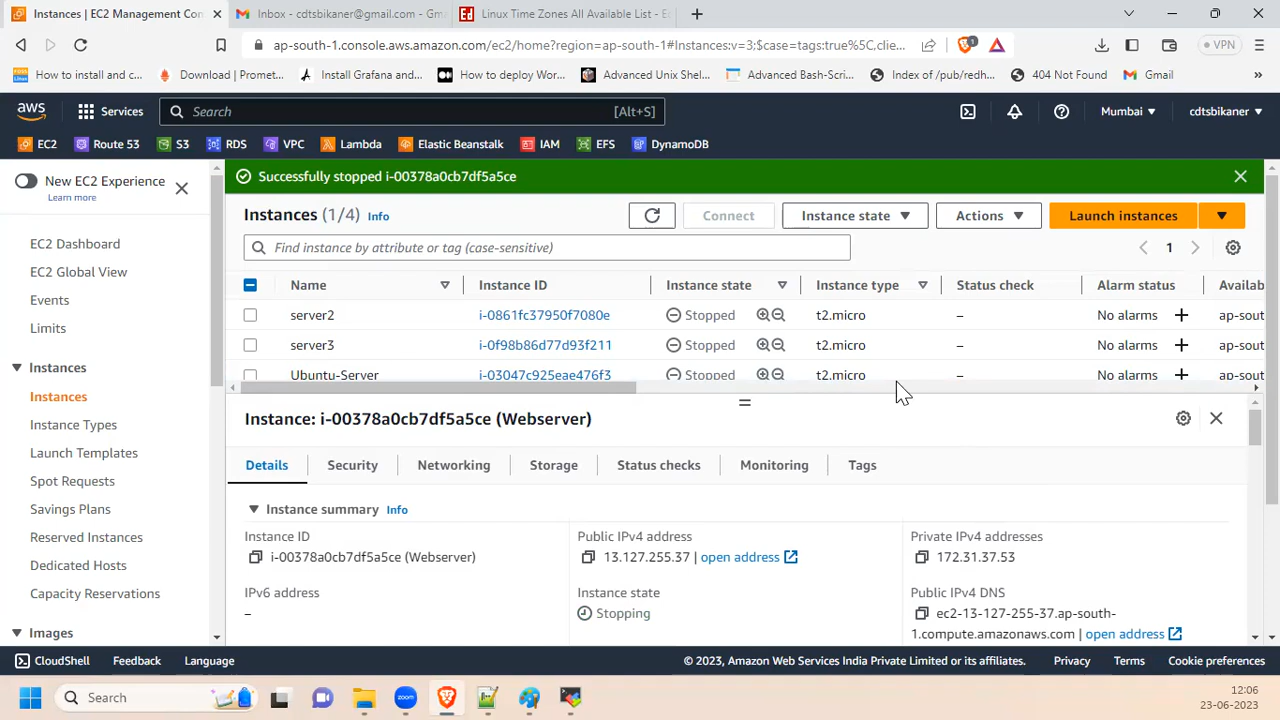 Instances | EC2 Management Con
Inbox - cdtsbikaner@gmail.com - Gm
Linux Time Zones All Available List - E
ap-south-1.console.aws.amazon.com/ec2/home?region=ap-south-1#Instances:v=3;$case=tags:true%5C,clie...
1
VPN
How to install and c...
Download | Promet...
Install Grafana and...
How to deploy Wor...
Advanced Unix Shel...
Advanced Bash-Scri...
Index of /pub/redh...
404 Not Found
Gmail
»
aws
Services
Search
[Alt+S]
Mumbai
cdtsbikaner
EC2
Route 53
S3
RDS
VPC
Lambda
Elastic Beanstalk
IAM
EFS
DynamoDB
New EC2 Experience
Learn more
EC2 Dashboard
EC2 Global View
Events
Limits
Instances
Instances
Instance Types
Launch Templates
Spot Requests
Savings Plans
Reserved Instances
Dedicated Hosts
Capacity Reservations
Images
Successfully stopped i-00378a0cb7df5a5ce
Instances (1/4) Info
Connect
Instance state
Actions
Launch instances
Find instance by attribute or tag (case-sensitive)
1
Name Instance ID Instance state Instance type Status check Alarm status Availab
server2 i-0861fc37950f7080e Stopped t2.micro – No alarms ap-sout
server3 i-0f98b86d77d93f211 Stopped t2.micro – No alarms ap-sout
Ubuntu-Server i-03047c925eae476f3 Stopped t2.micro – No alarms ap-sout
Instance: i-00378a0cb7df5a5ce (Webserver)
Details
Security
Networking
Storage
Status checks
Monitoring
Tags
Instance summary Info
Instance ID
i-00378a0cb7df5a5ce (Webserver)
Public IPv4 address
13.127.255.37 | open address
Private IPv4 addresses
172.31.37.53
IPv6 address
–
Instance state
Stopping
Public IPv4 DNS
ec2-13-127-255-37.ap-south-
1.compute.amazonaws.com | open address
CloudShell
Feedback
Language
© 2023, Amazon Web Services India Private Limited or its affiliates.
Privacy
Terms
Cookie preferences
Search
zoom
12:06
23-06-2023